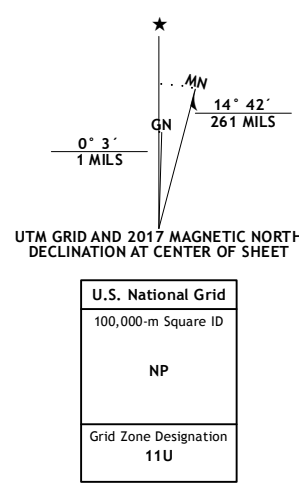 ★
MN
GN
14° 42´
261 MILS
0° 3´
1 MILS
UTM GRID AND 2017 MAGNETIC NORTH
DECLINATION AT CENTER OF SHEET
U.S. National Grid
100,000-m Square ID
NP
Grid Zone Designation
11U